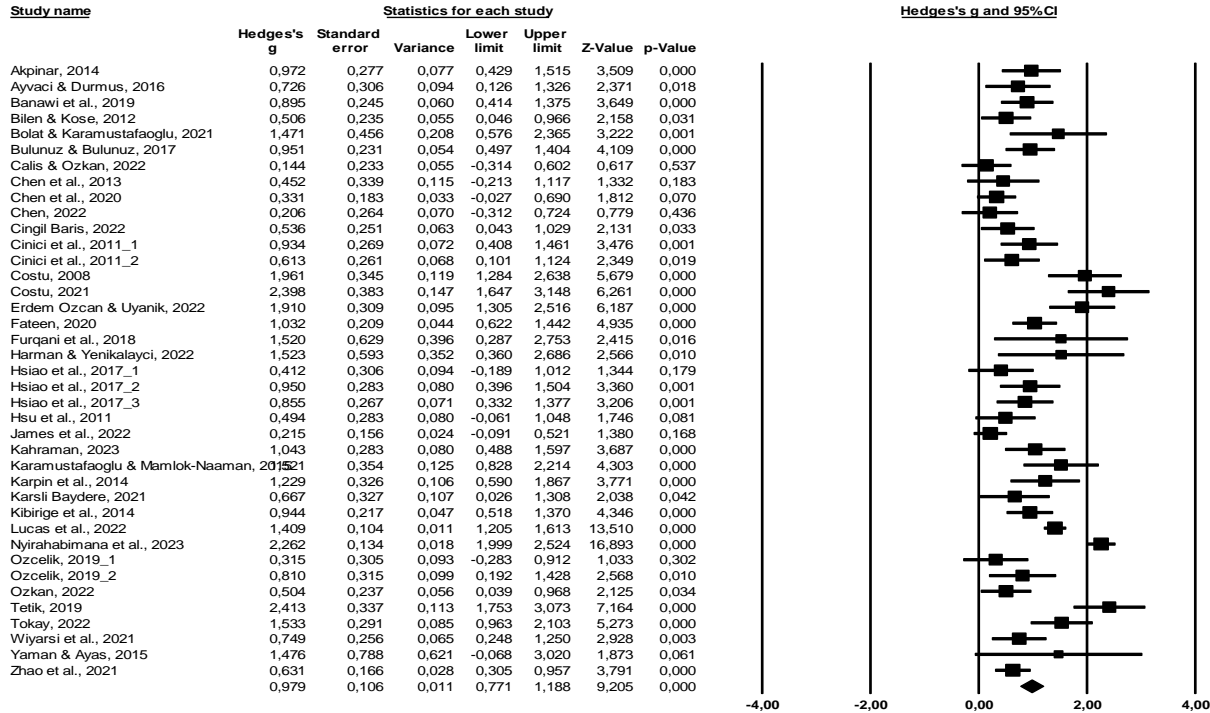 Study name Statistics for each study Hedges's g and 95%CI
Hedges's Standard Lower Upper
g error Variance limit limit Z-Value p-Value
Akpinar, 2014 0,972 0,277 0,077 0,429 1,515 3,509 0,000
Ayvaci & Durmus, 2016 0,726 0,306 0,094 0,126 1,326 2,371 0,018
Banawi et al., 2019 0,895 0,245 0,060 0,414 1,375 3,649 0,000
Bilen & Kose, 2012 0,506 0,235 0,055 0,046 0,966 2,158 0,031
Bolat & Karamustafaoglu, 2021 1,471 0,456 0,208 0,576 2,365 3,222 0,001
Bulunuz & Bulunuz, 2017 0,951 0,231 0,054 0,497 1,404 4,109 0,000
Calis & Ozkan, 2022 0,144 0,233 0,055 -0,314 0,602 0,617 0,537
Chen et al., 2013 0,452 0,339 0,115 -0,213 1,117 1,332 0,183
Chen et al., 2020 0,331 0,183 0,033 -0,027 0,690 1,812 0,070
Chen, 2022 0,206 0,264 0,070 -0,312 0,724 0,779 0,436
Cingil Baris, 2022 0,536 0,251 0,063 0,043 1,029 2,131 0,033
Cinici et al., 2011_1 0,934 0,269 0,072 0,408 1,461 3,476 0,001
Cinici et al., 2011_2 0,613 0,261 0,068 0,101 1,124 2,349 0,019
Costu, 2008 1,961 0,345 0,119 1,284 2,638 5,679 0,000
Costu, 2021 2,398 0,383 0,147 1,647 3,148 6,261 0,000
Erdem Ozcan & Uyanik, 2022 1,910 0,309 0,095 1,305 2,516 6,187 0,000
Fateen, 2020 1,032 0,209 0,044 0,622 1,442 4,935 0,000
Furqani et al., 2018 1,520 0,629 0,396 0,287 2,753 2,415 0,016
Harman & Yenikalayci, 2022 1,523 0,593 0,352 0,360 2,686 2,566 0,010
Hsiao et al., 2017_1 0,412 0,306 0,094 -0,189 1,012 1,344 0,179
Hsiao et al., 2017_2 0,950 0,283 0,080 0,396 1,504 3,360 0,001
Hsiao et al., 2017_3 0,855 0,267 0,071 0,332 1,377 3,206 0,001
Hsu et al., 2011 0,494 0,283 0,080 -0,061 1,048 1,746 0,081
James et al., 2022 0,215 0,156 0,024 -0,091 0,521 1,380 0,168
Kahraman, 2023 1,043 0,283 0,080 0,488 1,597 3,687 0,000
Karamustafaoglu & Mamlok-Naaman, 2015 1,521 0,354 0,125 0,828 2,214 4,303 0,000
Karpin et al., 2014 1,229 0,326 0,106 0,590 1,867 3,771 0,000
Karsli Baydere, 2021 0,667 0,327 0,107 0,026 1,308 2,038 0,042
Kibirige et al., 2014 0,944 0,217 0,047 0,518 1,370 4,346 0,000
Lucas et al., 2022 1,409 0,104 0,011 1,205 1,613 13,510 0,000
Nyirahabimana et al., 2023 2,262 0,134 0,018 1,999 2,524 16,893 0,000
Ozcelik, 2019_1 0,315 0,305 0,093 -0,283 0,912 1,033 0,302
Ozcelik, 2019_2 0,810 0,315 0,099 0,192 1,428 2,568 0,010
Ozkan, 2022 0,504 0,237 0,056 0,039 0,968 2,125 0,034
Tetik, 2019 2,413 0,337 0,113 1,753 3,073 7,164 0,000
Tokay, 2022 1,533 0,291 0,085 0,963 2,103 5,273 0,000
Wiyarsi et al., 2021 0,749 0,256 0,065 0,248 1,250 2,928 0,003
Yaman & Ayas, 2015 1,476 0,788 0,621 -0,068 3,020 1,873 0,061
Zhao et al., 2021 0,631 0,166 0,028 0,305 0,957 3,791 0,000
0,979 0,106 0,011 0,771 1,188 9,205 0,000
-4,00 -2,00 0,00 2,00 4,00